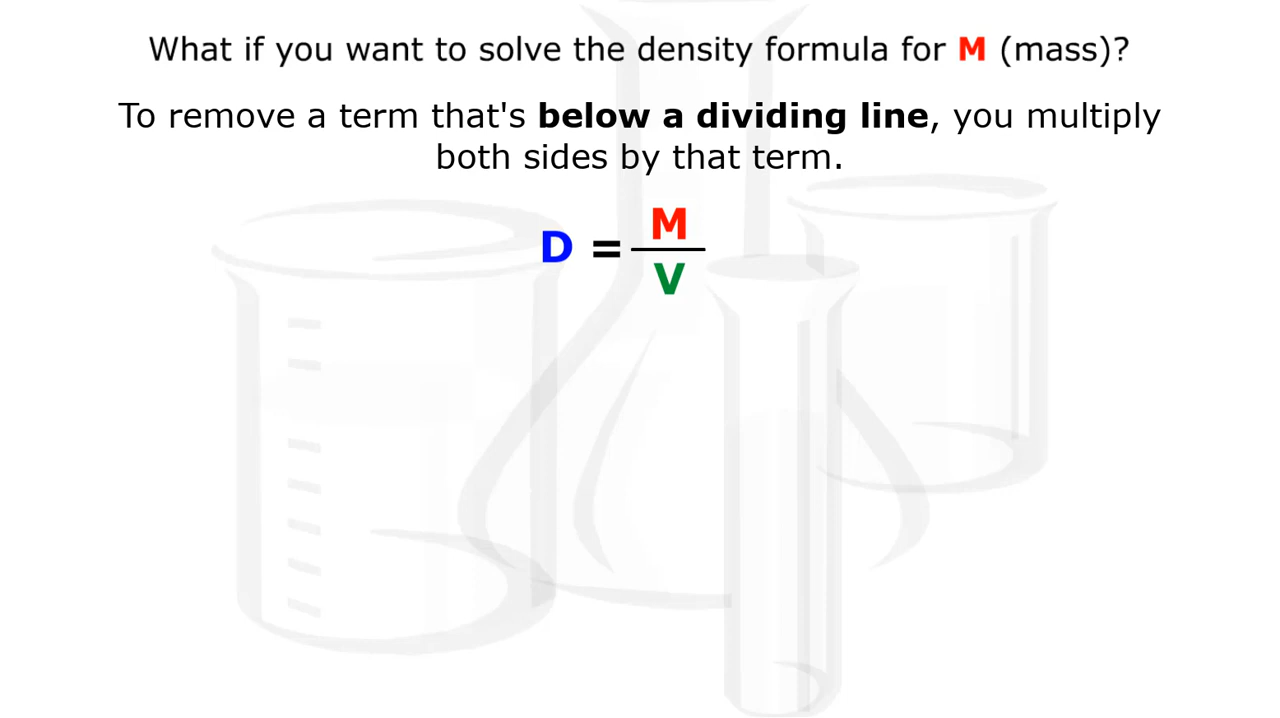 What if you want to solve the density formula for M (mass)?
To remove a term that's below a dividing line, you multiply
both sides by that term.
M
D =
V